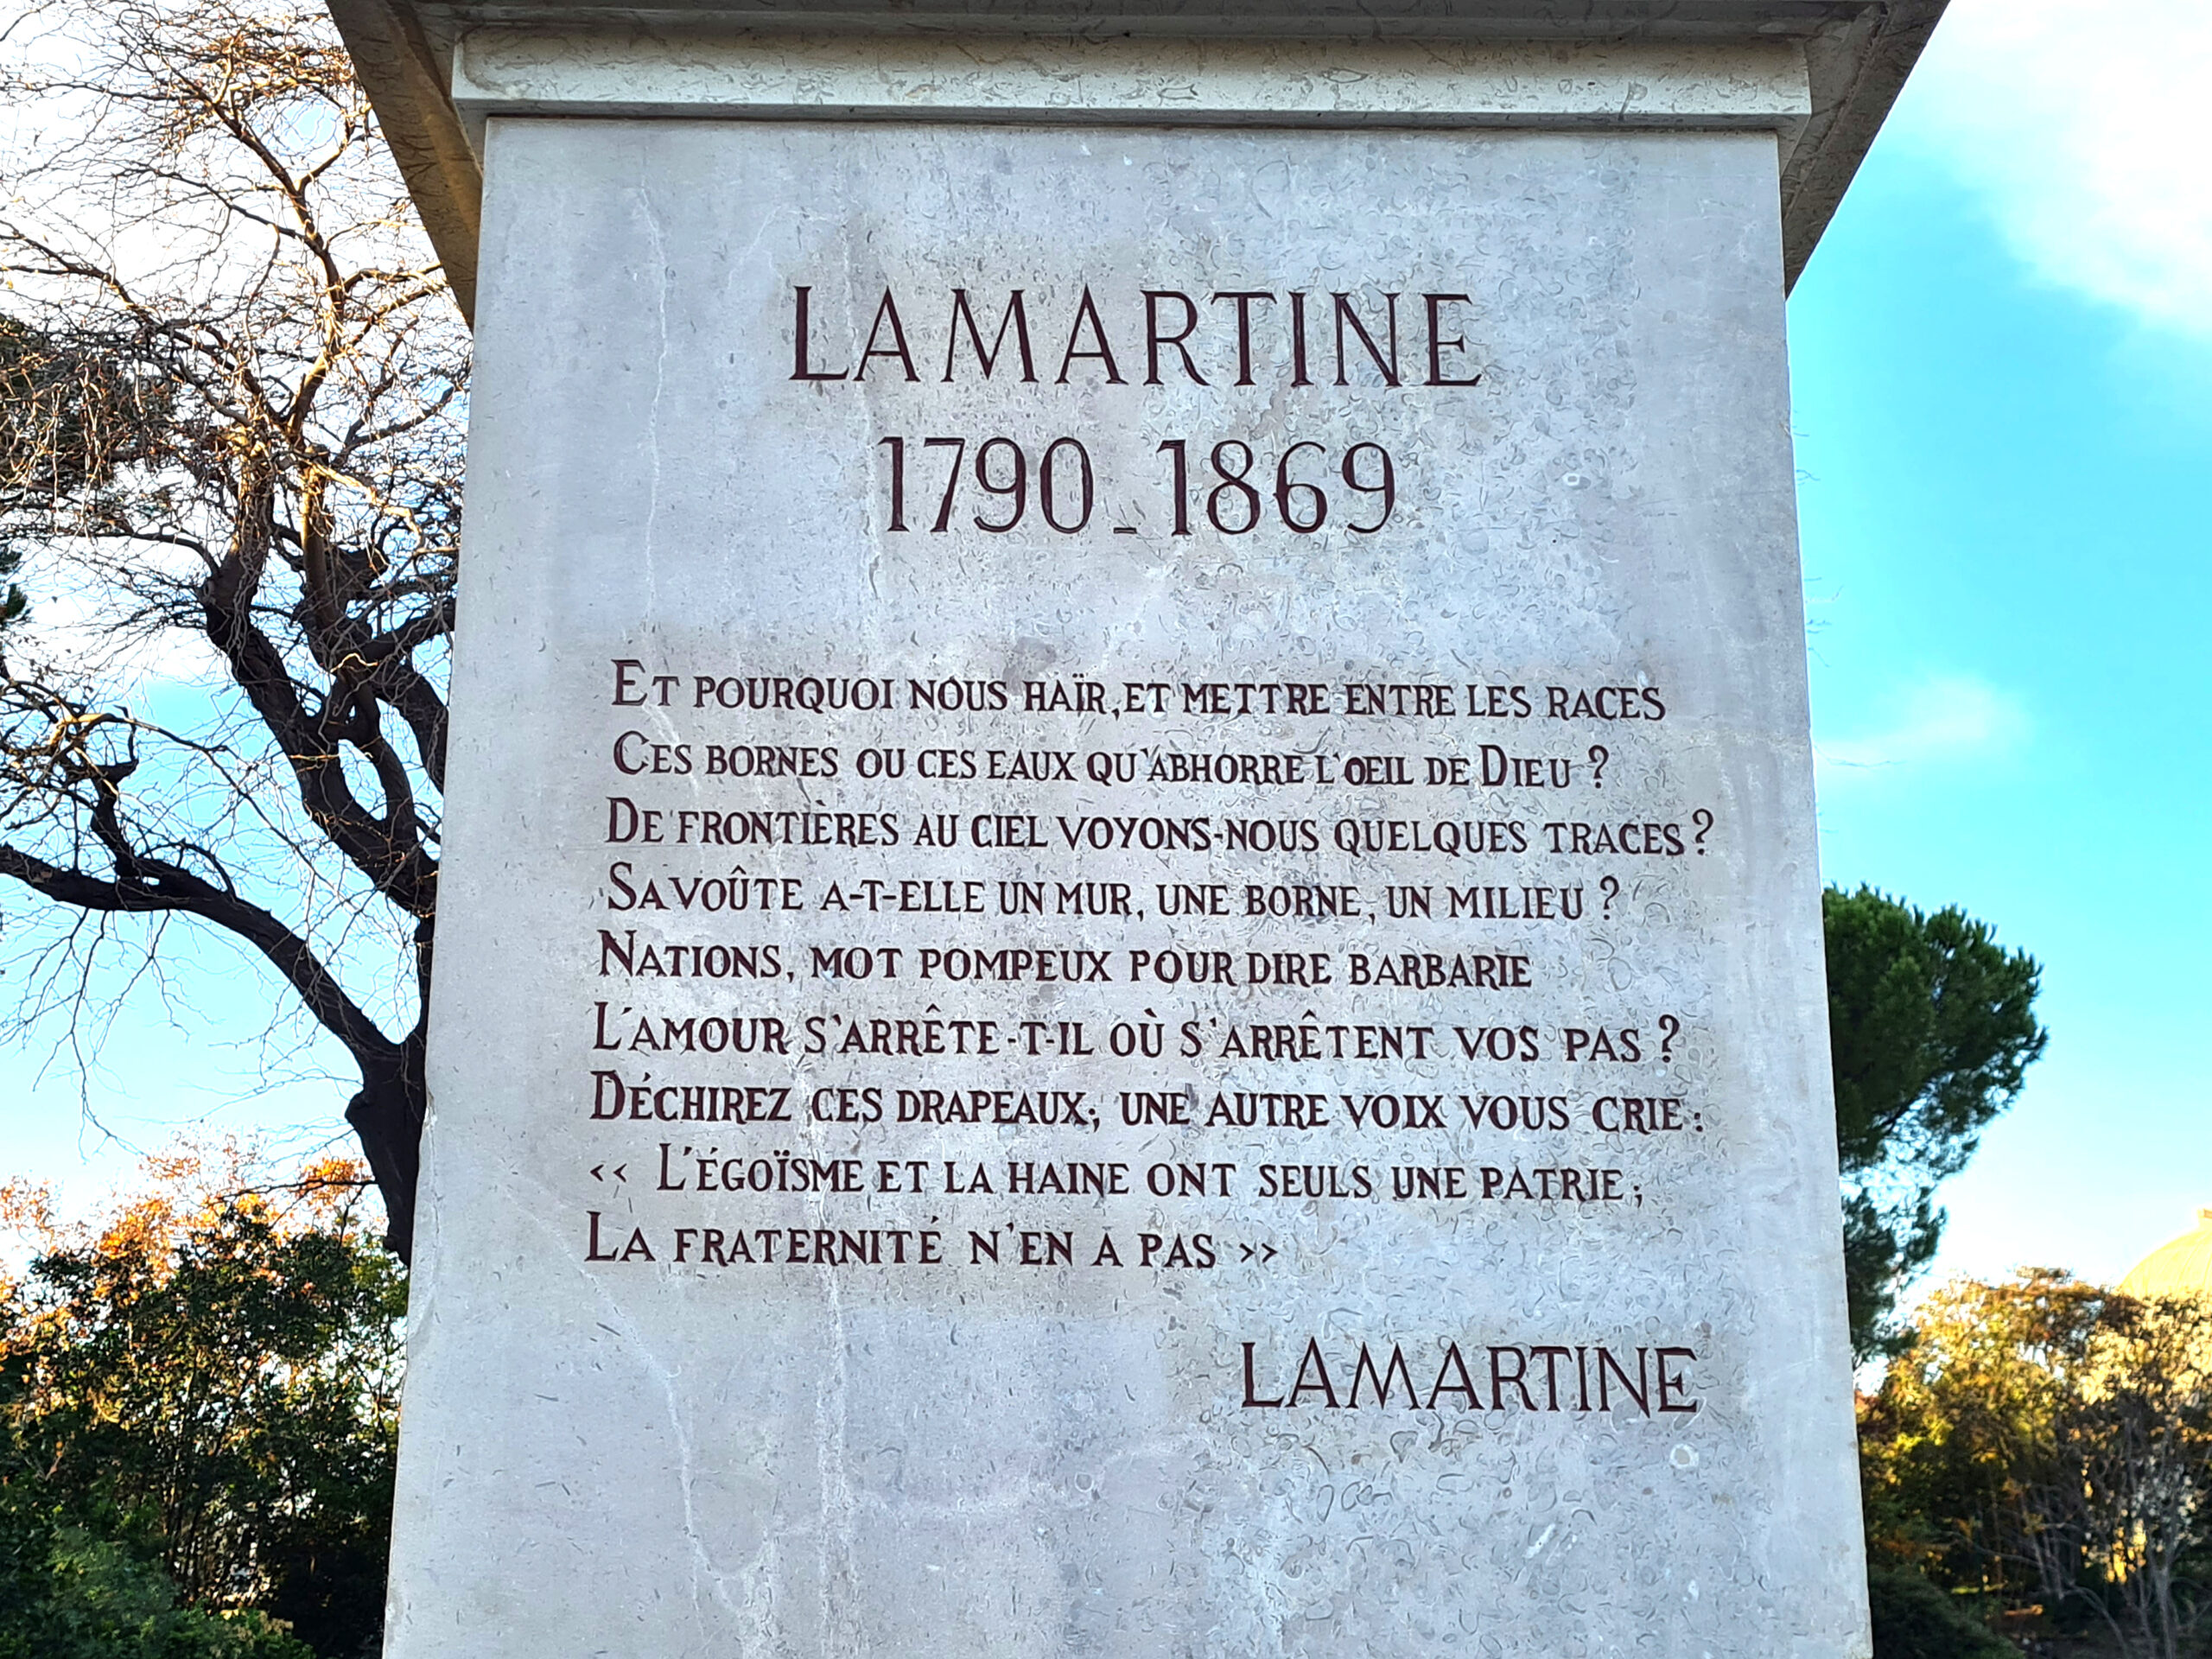 LAMARTINE
1790-1869
ET POURQUOI NOUS HAÏR, ET METTRE ENTRE LES RACES
CES BORNES OU CES EAUX QU'ABHORRE L'OEIL DE DIEU ?
DE FRONTIÈRES AU CIEL VOYONS-NOUS QUELQUES TRACES ?
SA VOÛTE A-T-ELLE UN MUR, UNE BORNE, UN MILIEU ?
NATIONS, MOT POMPEUX POUR DIRE BARBARIE
L'AMOUR S'ARRÊTE-T-IL OÙ S'ARRÊTENT VOS PAS ?
DÉCHIREZ CES DRAPEAUX; UNE AUTRE VOIX VOUS CRIE :
<< L'ÉGOÏSME ET LA HAINE ONT SEULS UNE PATRIE ;
LA FRATERNITÉ N'EN A PAS >>
LAMARTINE